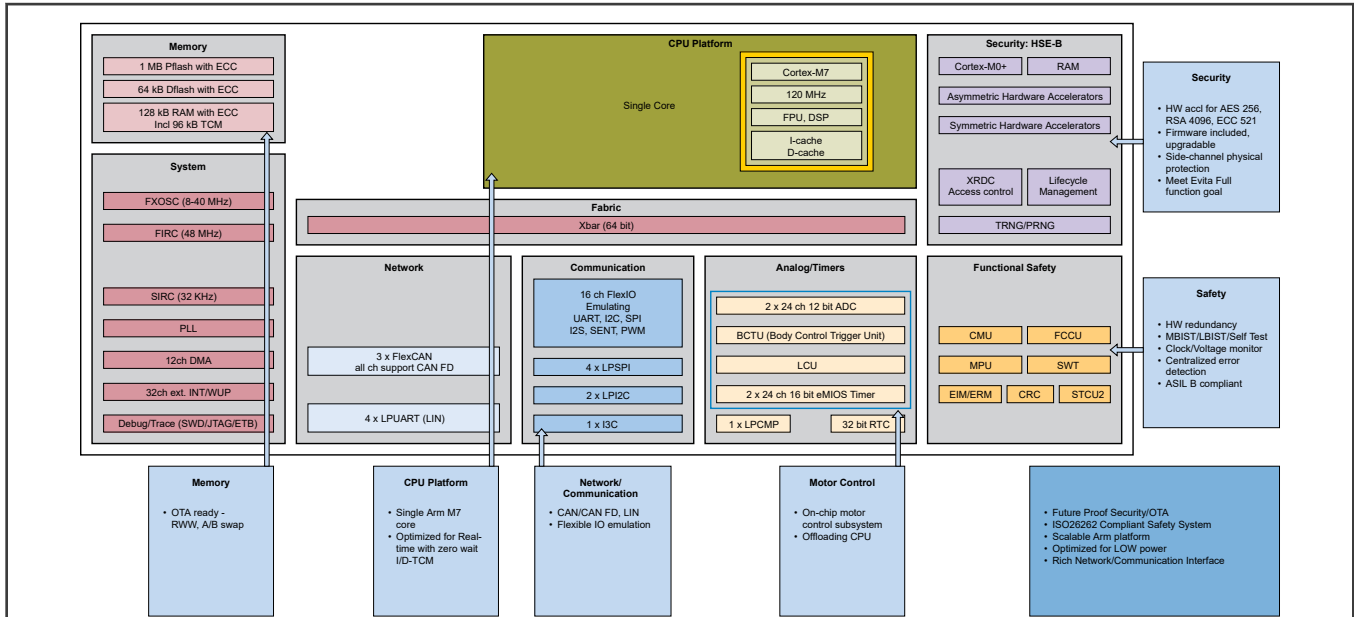 Memory
1 MB Pflash with ECC
64 kB Dflash with ECC
128 kB RAM with ECC
Incl 96 kB TCM
System
FXOSC (8-40 MHz)
FIRC (48 MHz)
SIRC (32 KHz)
PLL
12ch DMA
32ch ext. INT/WUP
Debug/Trace (SWD/JTAG/ETB)
CPU Platform
Single Core
Cortex-M7
120 MHz
FPU, DSP
I-cache
D-cache
Fabric
Xbar (64 bit)
Network
3 x FlexCAN
all ch support CAN FD
4 x LPUART (LIN)
Communication
16 ch FlexIO
Emulating
UART, I2C, SPI
I2S, SENT, PWM
4 x LPSPI
2 x LPI2C
1 x I3C
Analog/Timers
2 x 24 ch 12 bit ADC
BCTU (Body Control Trigger Unit)
LCU
2 x 24 ch 16 bit eMIOS Timer
1 x LPCMP
32 bit RTC
Security: HSE-B
Cortex-M0+
RAM
Asymmetric Hardware Accelerators
Symmetric Hardware Accelerators
XRDC
Access control
Lifecycle
Management
TRNG/PRNG
Functional Safety
CMU
FCCU
MPU
SWT
EIM/ERM
CRC
STCU2
Security
• HW accl for AES 256,
RSA 4096, ECC 521
• Firmware included,
upgradable
• Side-channel physical
protection
• Meet Evita Full
function goal
Safety
• HW redundancy
• MBIST/LBIST/Self Test
• Clock/Voltage monitor
• Centralized error
detection
• ASIL B compliant
Memory
• OTA ready -
RWW, A/B swap
CPU Platform
• Single Arm M7
core
• Optimized for Real-
time with zero wait
I/D-TCM
Network/
Communication
• CAN/CAN FD, LIN
• Flexible IO emulation
Motor Control
• On-chip motor
control subsystem
• Offloading CPU
• Future Proof Security/OTA
• ISO26262 Compliant Safety System
• Scalable Arm platform
• Optimized for LOW power
• Rich Network/Communication Interface